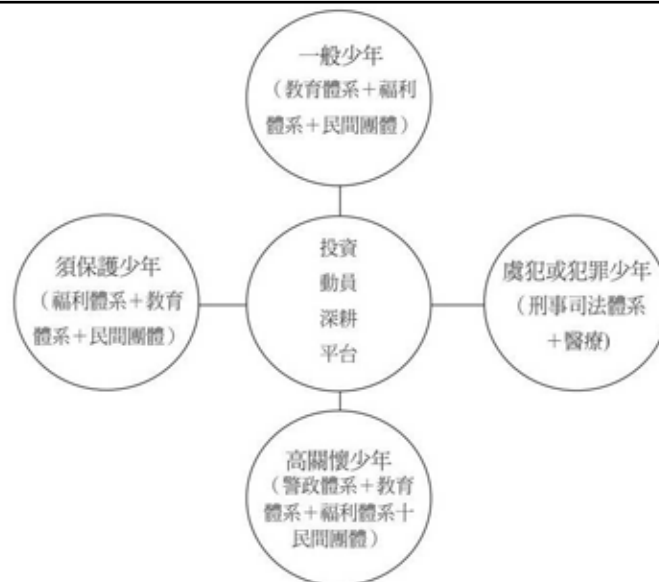 一般少年
（教育體系＋福利
體系＋民間團體）
須保護少年
（福利體系＋教育
體系＋民間團體）
投資
動員
深耕
平台
虞犯或犯罪少年
（刑事司法體系
＋醫療)
高關懷少年
（警政體系＋教育
體系＋福利體系十
民間團體）